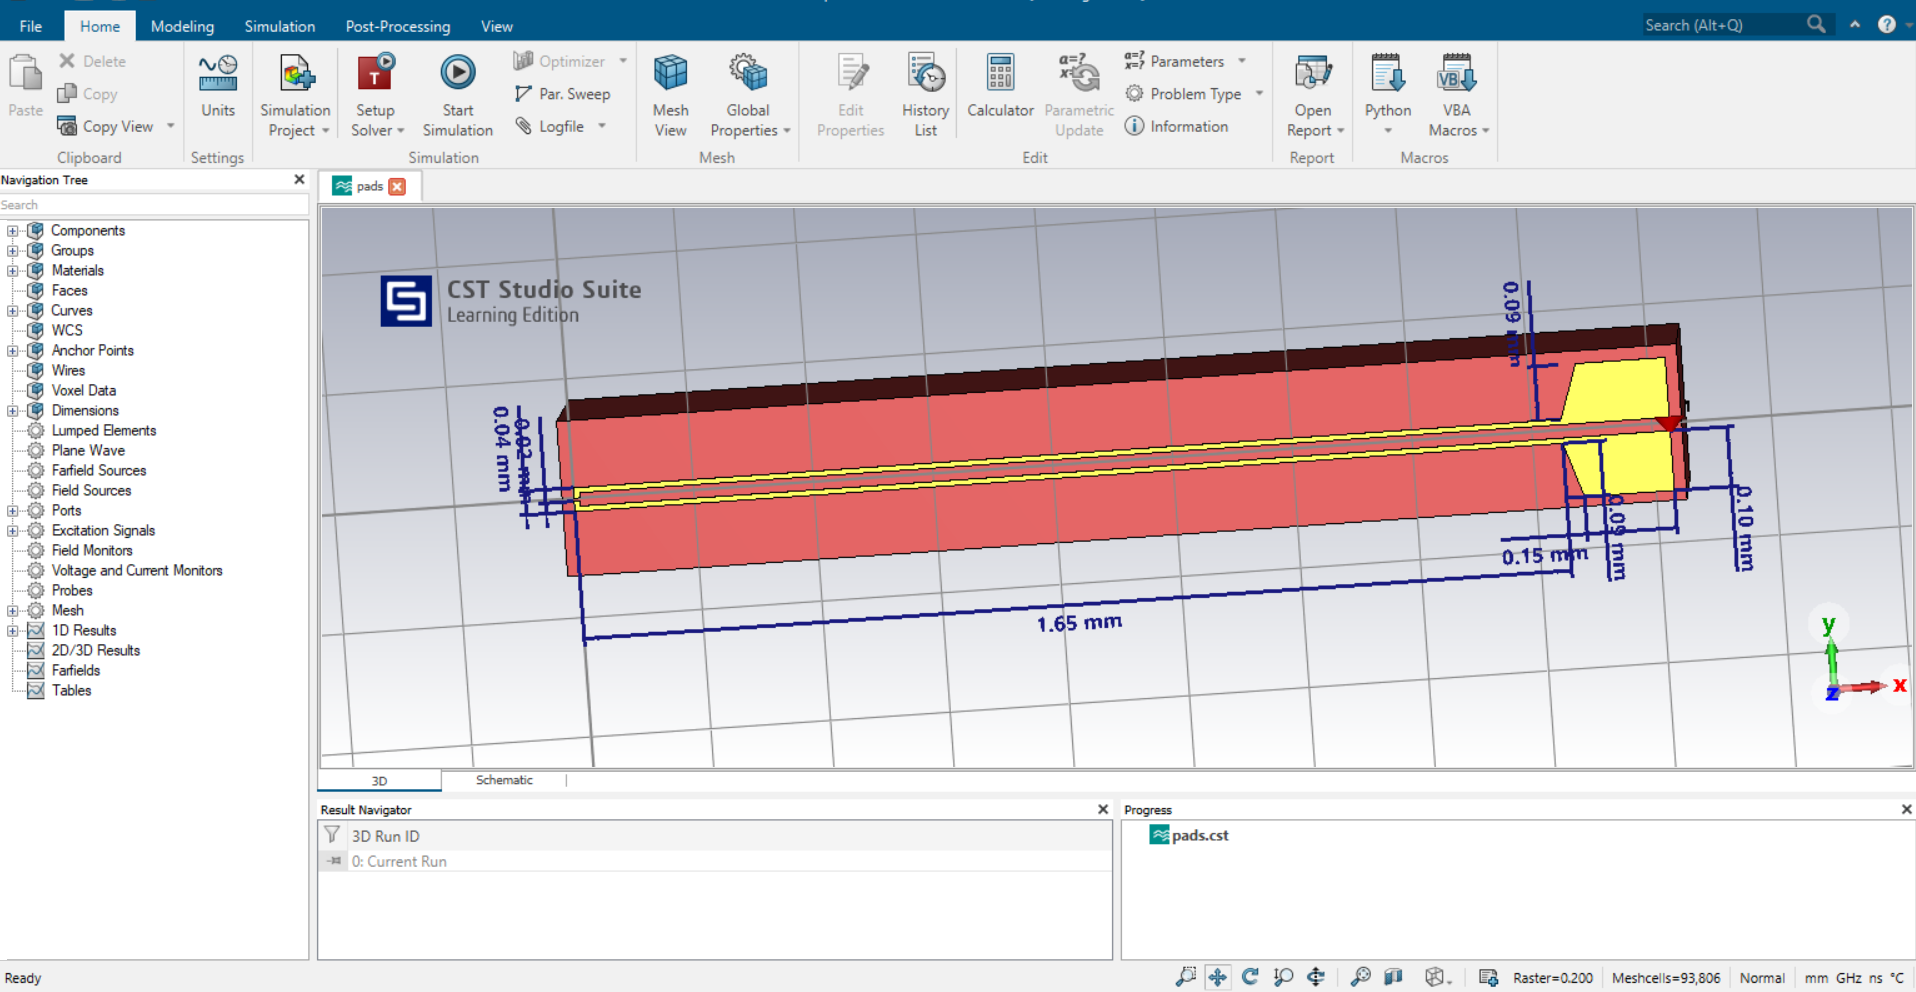 File Home Modeling Simulation Post-Processing View Search (Alt+Q)
Paste Delete Copy Copy View
Units
Simulation Project
Setup Solver
Start Simulation
Optimizer
Par. Sweep
Logfile
Mesh View
Global Properties
Edit Properties
History List
Calculator
Parametric Update
Parameters
Problem Type
Information
Open Report
Python
VBA Macros
Clipboard Settings Simulation Mesh Edit Report Macros
Navigation Tree
Search
Components
Groups
Materials
Faces
Curves
WCS
Anchor Points
Wires
Voxel Data
Dimensions
Lumped Elements
Plane Wave
Farfield Sources
Field Sources
Ports
Excitation Signals
Field Monitors
Voltage and Current Monitors
Probes
Mesh
1D Results
2D/3D Results
Farfields
Tables
pads
CST Studio Suite
Learning Edition
0.09 mm
0.04 mm
0.02 mm
0.15 mm
0.09 mm
0.10 mm
1.65 mm
y
x
z
3D Schematic
Result Navigator
3D Run ID
0: Current Run
Progress
pads.cst
Ready
Raster=0.200 Meshcells=93,806 Normal mm GHz ns °C